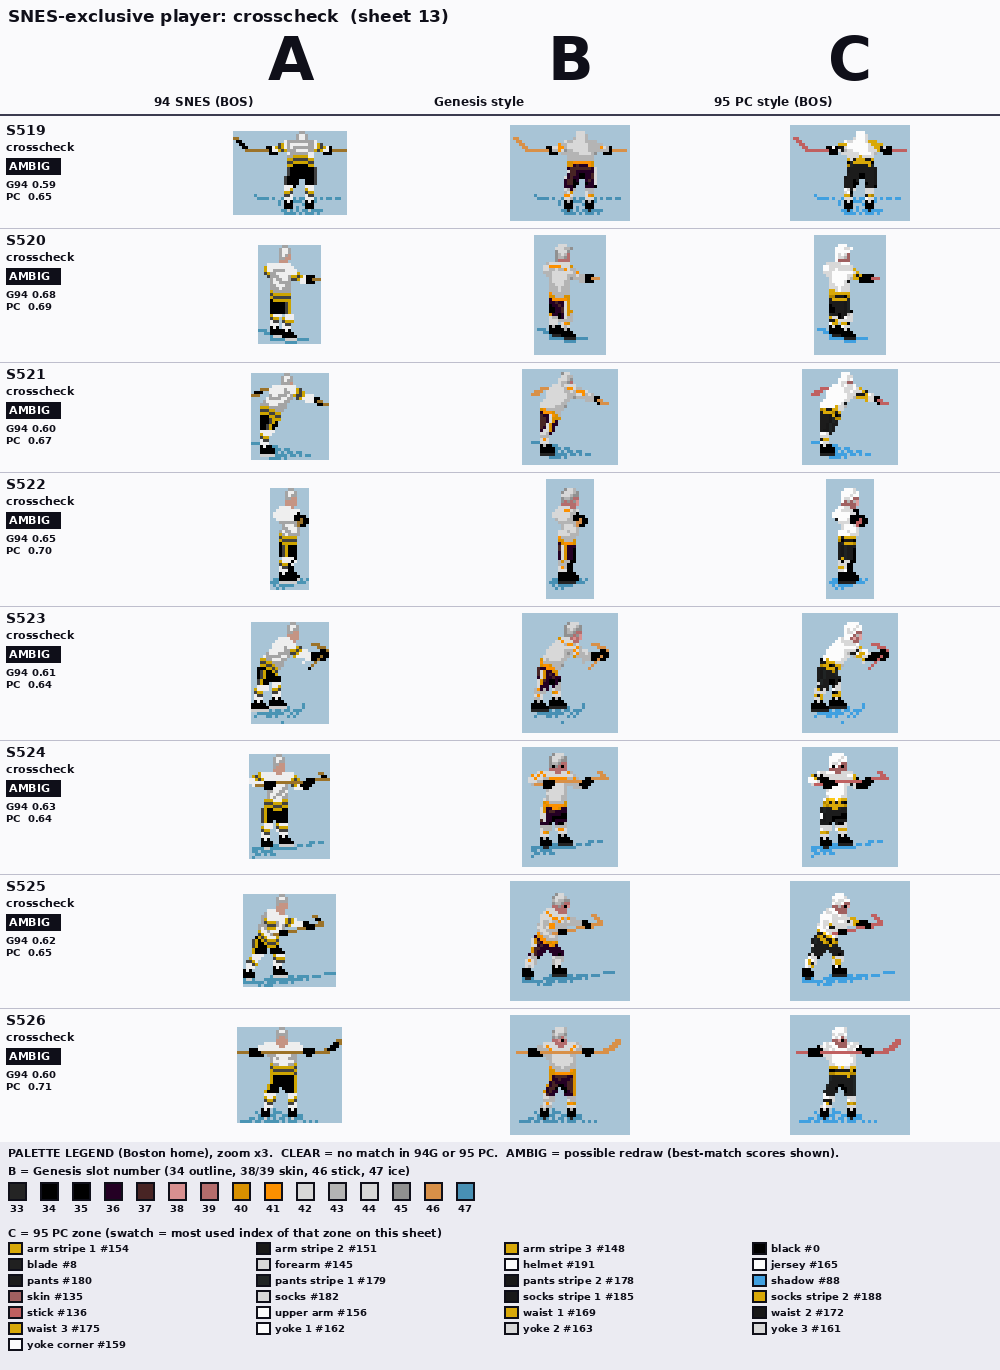 SNES-exclusive player: crosscheck (sheet 13)
A B C
94 SNES (BOS) Genesis style 95 PC style (BOS)
S519
crosscheck
AMBIG
G94 0.59
PC 0.65
S520
crosscheck
AMBIG
G94 0.68
PC 0.69
S521
crosscheck
AMBIG
G94 0.60
PC 0.67
S522
crosscheck
AMBIG
G94 0.65
PC 0.70
S523
crosscheck
AMBIG
G94 0.61
PC 0.64
S524
crosscheck
AMBIG
G94 0.63
PC 0.64
S525
crosscheck
AMBIG
G94 0.62
PC 0.65
S526
crosscheck
AMBIG
G94 0.60
PC 0.71
PALETTE LEGEND (Boston home), zoom x3. CLEAR = no match in 94G or 95 PC. AMBIG = possible redraw (best-match scores shown).
B = Genesis slot number (34 outline, 38/39 skin, 46 stick, 47 ice)
33 34 35 36 37 38 39 40 41 42 43 44 45 46 47
C = 95 PC zone (swatch = most used index of that zone on this sheet)
arm stripe 1 #154 arm stripe 2 #151 arm stripe 3 #148 black #0
blade #8 forearm #145 helmet #191 jersey #165
pants #180 pants stripe 1 #179 pants stripe 2 #178 shadow #88
skin #135 socks #182 socks stripe 1 #185 socks stripe 2 #188
stick #136 upper arm #156 waist 1 #169 waist 2 #172
waist 3 #175 yoke 1 #162 yoke 2 #163 yoke 3 #161
yoke corner #159